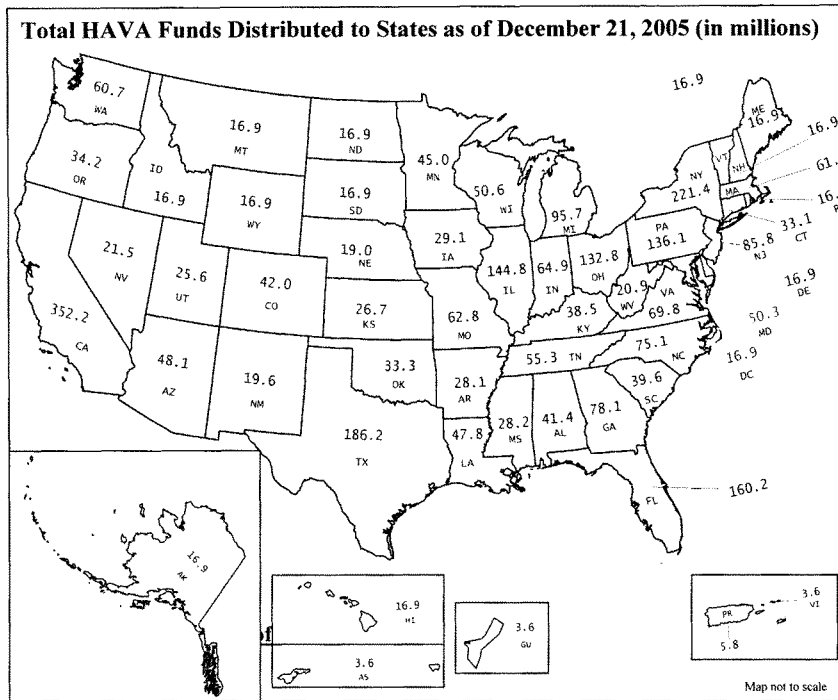 Total HAVA Funds Distributed to States as of December 21, 2005 (in millions)
60.7
WA
34.2
OR
ID
16.9
16.9
MT
16.9
WY
16.9
ND
16.9
SD
19.0
NE
26.7
KS
21.5
NV
25.6
UT
42.0
CO
352.2
CA
48.1
AZ
19.6
NM
33.3
OK
186.2
TX
45.0
MN
29.1
IA
62.8
MO
28.1
AR
47.8
LA
50.6
WI
95.7
MI
144.8
IL
64.9
IN
132.8
OH
38.5
KY
20.9
WV
VA
69.8
55.3 TN
75.1
NC
39.6
SC
28.2
MS
41.4
AL
78.1
GA
FL
160.2
PA
136.1
NY
221.4
16.9
VT
NH
ME
16.9
16.9
MA
61.
16.
33.1
CT
85.8
NJ
16.9
DE
50.3
MD
16.9
DC
16.9
AK
of
16.9
HI
3.6
AS
3.6
GU
PR
5.8
3.6
VI
Map not to scale